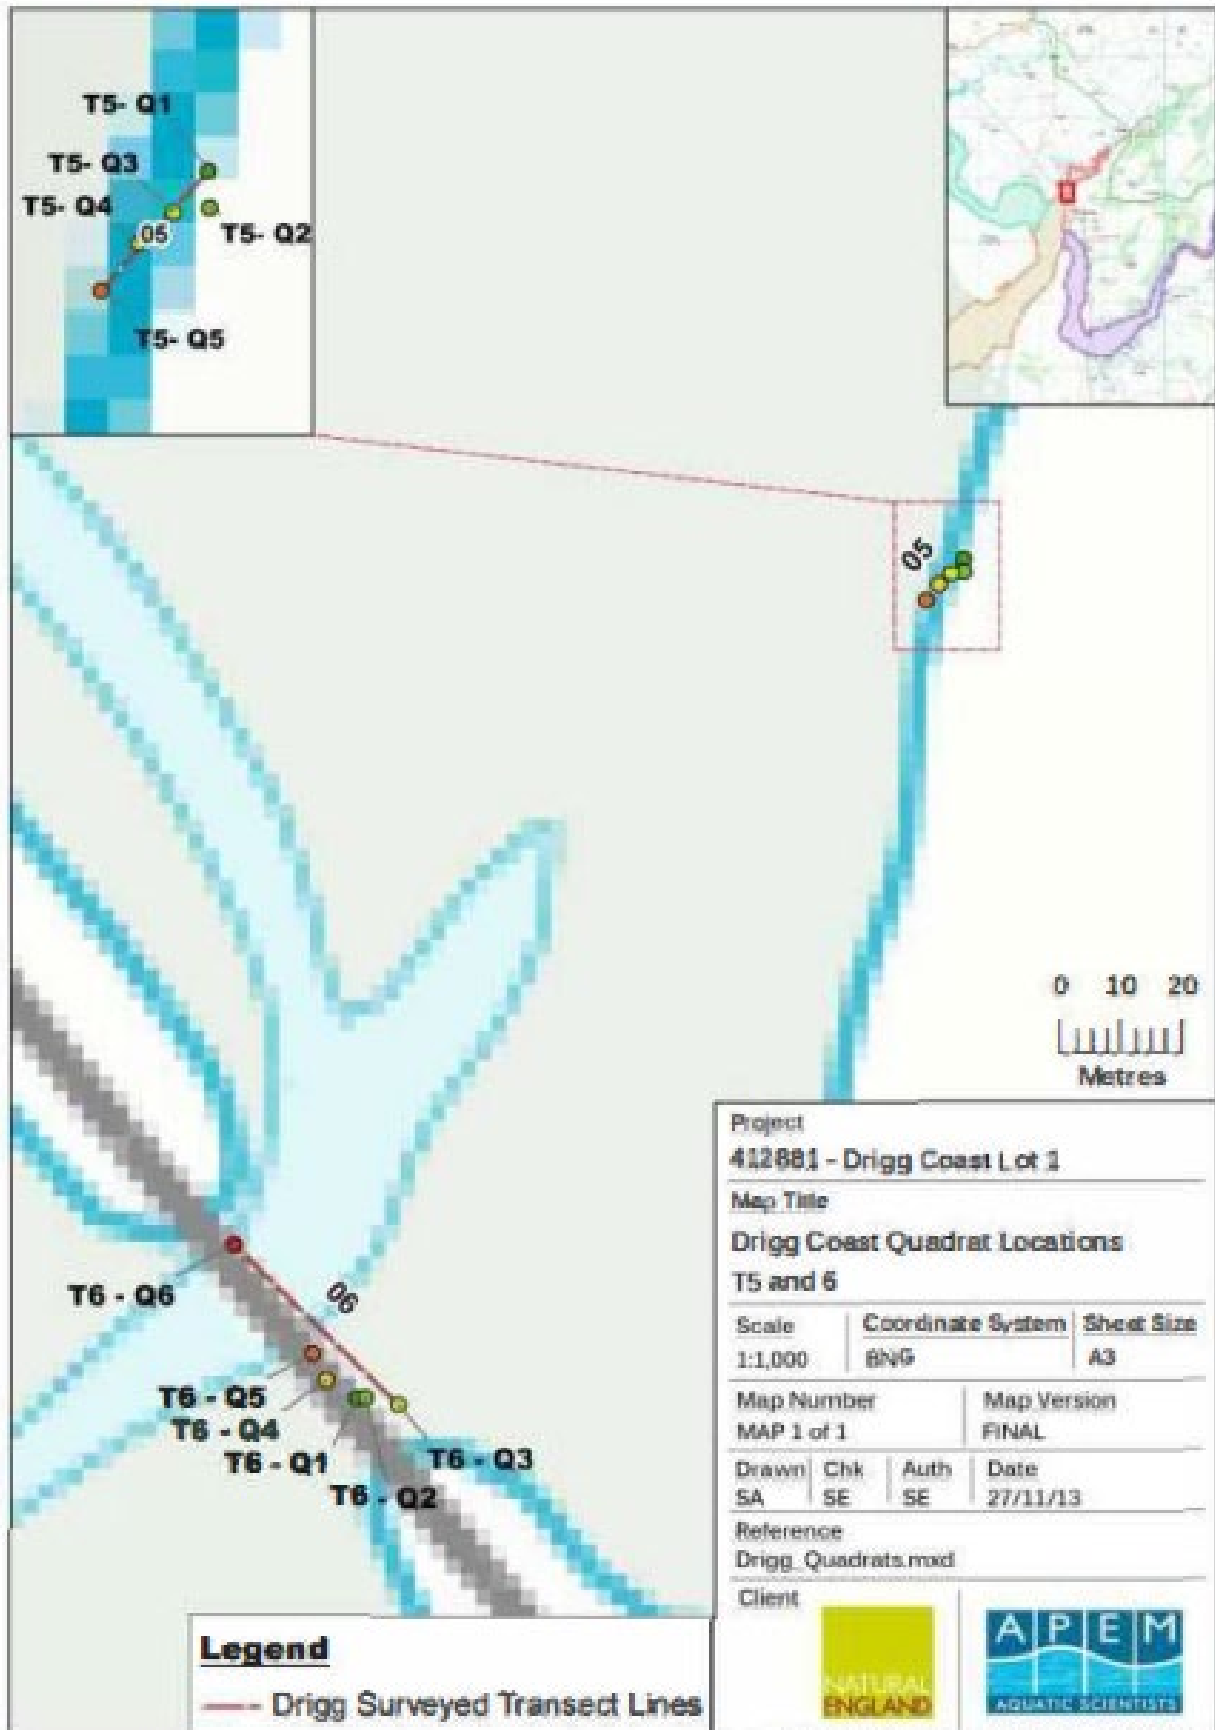 T5- Q1
T5- Q3
T5- Q4
05
T5- Q2
T5- Q5
05
0 10 20
Metres
06
T6 - Q6
T6 - Q5
T6 - Q4
T6 - Q1
T6 - Q3
T6 - Q2
Project
412881 - Drigg Coast Lot 1
Map Title
Drigg Coast Quadrat Locations
T5 and 6
Scale Coordinate System Sheet Size
1:1,000 BNG A3
Map Number Map Version
MAP 1 of 1 FINAL
Drawn Chk Auth Date
SA SE SE 27/11/13
Reference
Drigg_Quadrats.mxd
Client
NATURAL
ENGLAND
APEM
AQUATIC SCIENTISTS
Legend
Drigg Surveyed Transect Lines